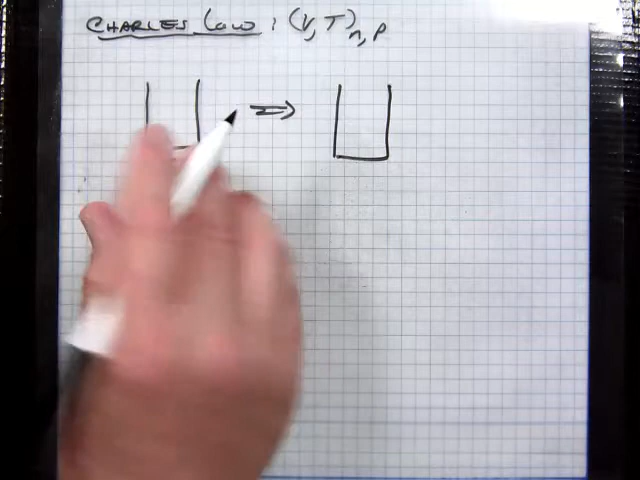 CHARLES LAW : (V, T)n, P